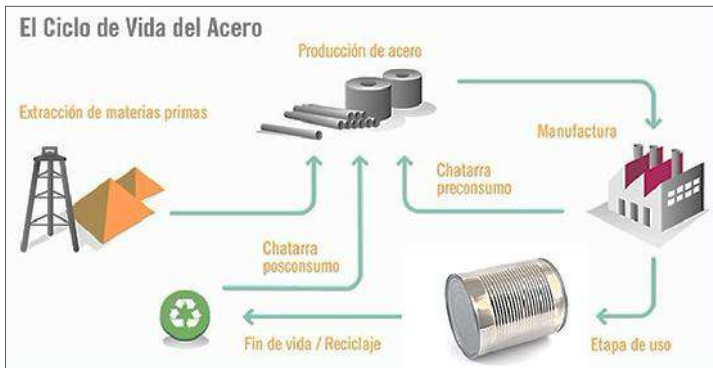 El Ciclo de Vida del Acero
Producción de acero
Extracción de materias primas
Manufactura
Chatarra
preconsumo
Chatarra
posconsumo
Fin de vida / Reciclaje
Etapa de uso